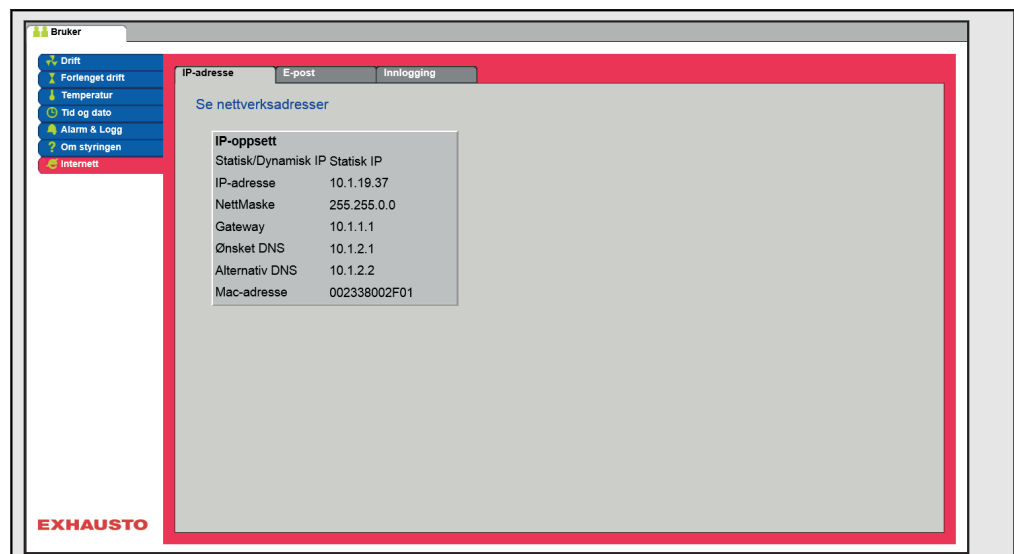 Bruker
Drift
Forlenget drift
Temperatur
Tid og dato
Alarm & Logg
? Om styringen
Internett
IP-adresse E-post Innlogging
Se nettverksadresser
IP-oppsett
Statisk/Dynamisk IP Statisk IP
IP-adresse 10.1.19.37
NettMaske 255.255.0.0
Gateway 10.1.1.1
Ønsket DNS 10.1.2.1
Alternativ DNS 10.1.2.2
Mac-adresse 002338002F01
EXHAUSTO